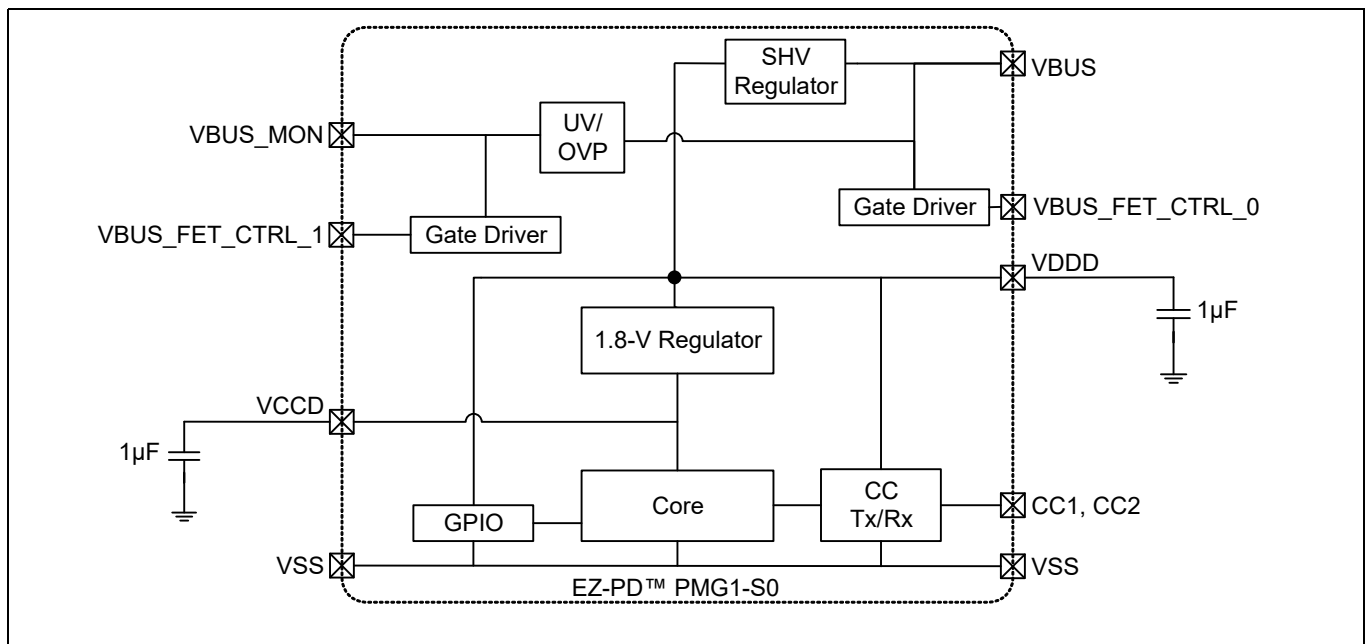 SHV
Regulator
VBUS
VBUS_MON
UV/
OVP
Gate Driver
VBUS_FET_CTRL_0
VBUS_FET_CTRL_1
Gate Driver
VDDD
1µF
1.8-V Regulator
VCCD
1µF
Core
CC
Tx/Rx
CC1, CC2
GPIO
VSS
VSS
EZ-PD™ PMG1-S0